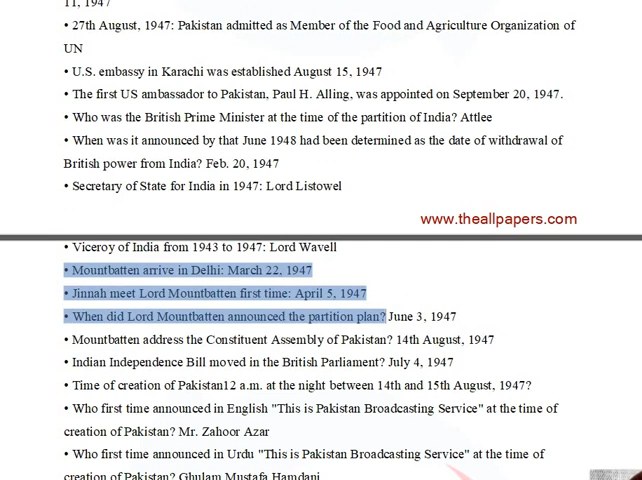 11, 1947
• 27th August, 1947: Pakistan admitted as Member of the Food and Agriculture Organization of
UN
• U.S. embassy in Karachi was established August 15, 1947
• The first US ambassador to Pakistan, Paul H. Alling, was appointed on September 20, 1947.
• Who was the British Prime Minister at the time of the partition of India? Attlee
• When was it announced by that June 1948 had been determined as the date of withdrawal of
British power from India? Feb. 20, 1947
• Secretary of State for India in 1947: Lord Listowel
www.theallpapers.com
• Viceroy of India from 1943 to 1947: Lord Wavell
• Mountbatten arrive in Delhi: March 22, 1947
• Jinnah meet Lord Mountbatten first time: April 5, 1947
• When did Lord Mountbatten announced the partition plan? June 3, 1947
• Mountbatten address the Constituent Assembly of Pakistan? 14th August, 1947
• Indian Independence Bill moved in the British Parliament? July 4, 1947
• Time of creation of Pakistan12 a.m. at the night between 14th and 15th August, 1947?
• Who first time announced in English "This is Pakistan Broadcasting Service" at the time of
creation of Pakistan? Mr. Zahoor Azar
• Who first time announced in Urdu "This is Pakistan Broadcasting Service" at the time of
creation of Pakistan? Ghulam Mustafa Hamdani